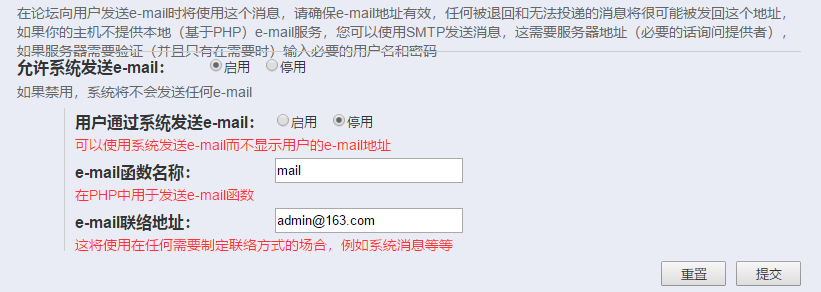 在论坛向用户发送e-mail时将使用这个消息，请确保e-mail地址有效，任何被退回和无法投递的消息将很可能被发回这个地址，
如果你的主机不提供本地（基于PHP）e-mail服务，您可以使用SMTP发送消息，这需要服务器地址（必要的话询问提供者），
如果服务器需要验证（并且只有在需要时）输入必要的用户名和密码
允许系统发送e-mail： 启用 停用
如果禁用，系统将不会发送任何e-mail
用户通过系统发送e-mail： 启用 停用
可以使用系统发送e-mail而不显示用户的e-mail地址
e-mail函数名称： mail
在PHP中用于发送e-mail函数
e-mail联络地址： admin@163.com
这将使用在任何需要制定联络方式的场合，例如系统消息等等
重置 提交